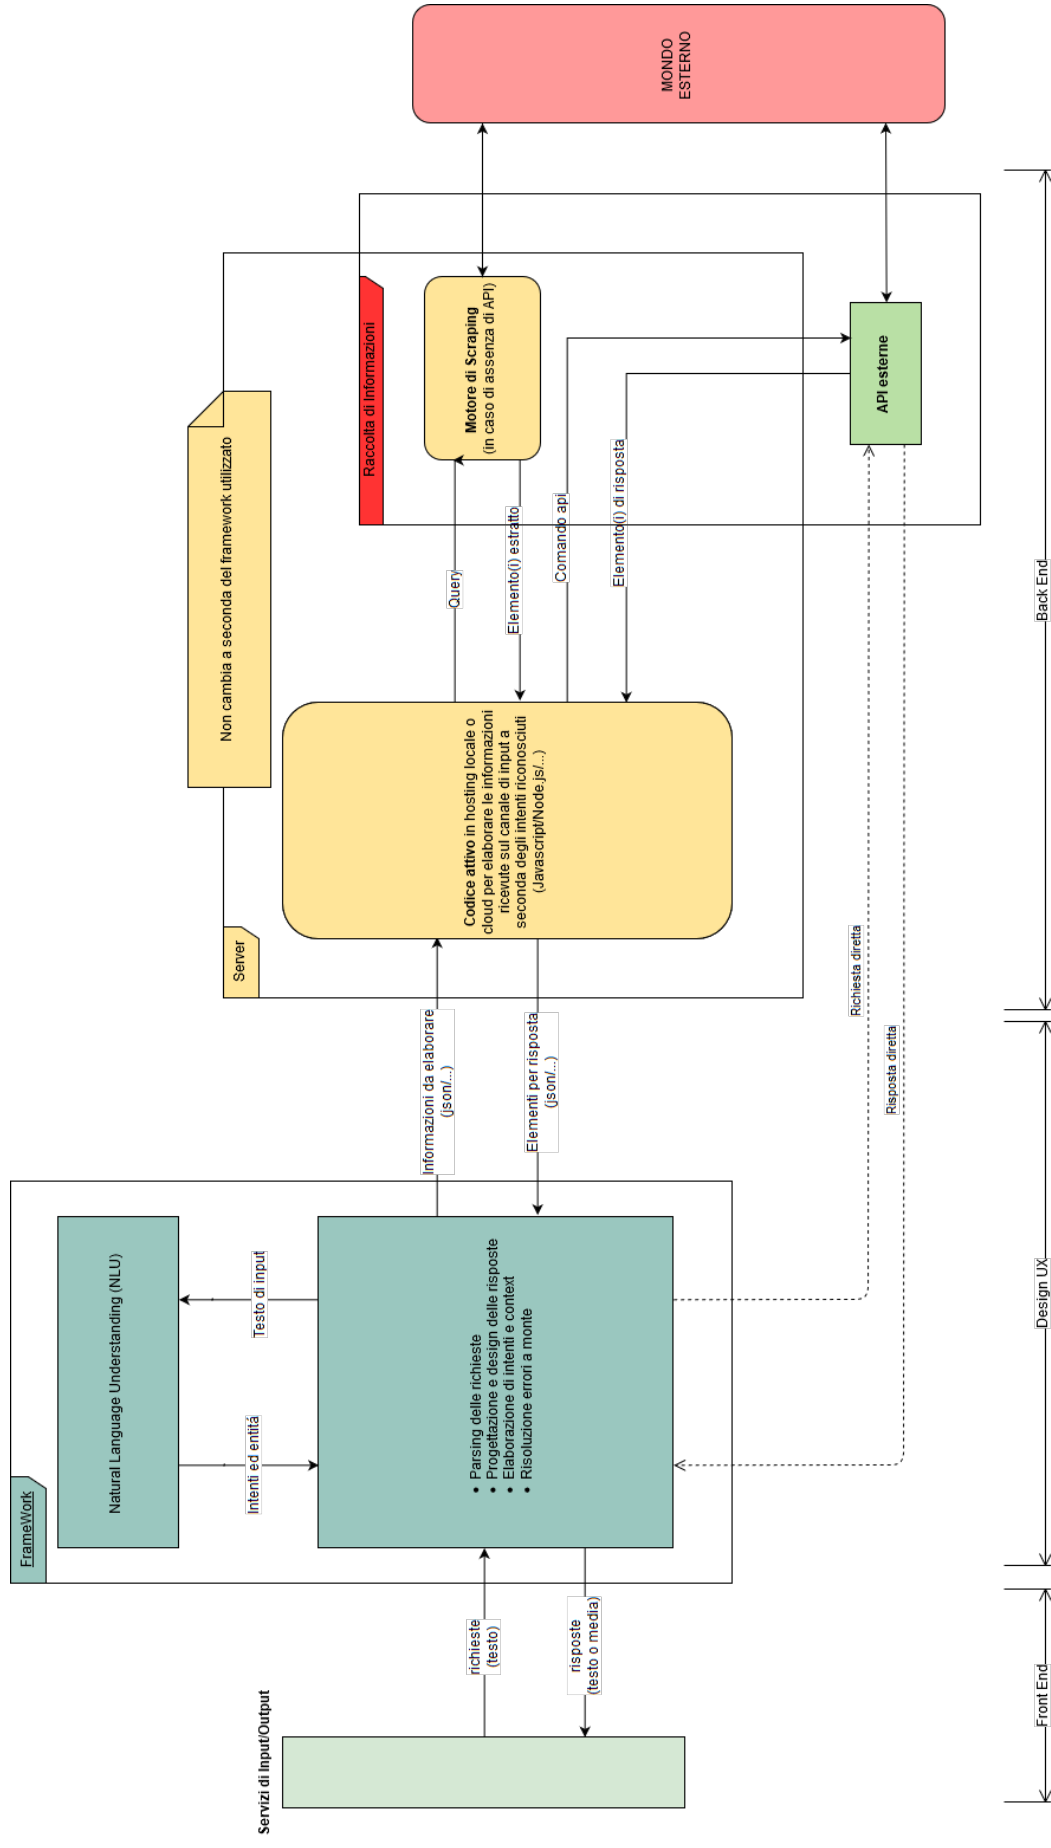 Servizi di Input/Output
richieste
(testo)
risposte
(testo o media)
FrameWork
Natural Language Understanding (NLU)
Intenti ed entitá
Testo di input
• Parsing delle richieste
• Progettazione e design delle risposte
• Elaborazione di intenti e context
• Risoluzione errori a monte
Informazioni da elaborare
(json/...)
Elementi per risposta
(json/...)
Richiesta diretta
Risposta diretta
Server
Non cambia a seconda del framework utilizzato
Codice attivo in hosting locale o
cloud per elaborare le informazioni
ricevute sul canale di input a
seconda degli intenti riconosciuti
(Javascript/Node.js/...)
Query
Elemento(i) estratto
Comando api
Elemento(i) di risposta
Raccolta di Informazioni
Motore di Scraping
(in caso di assenza di API)
API esterne
MONDO
ESTERNO
Front End
Design UX
Back End